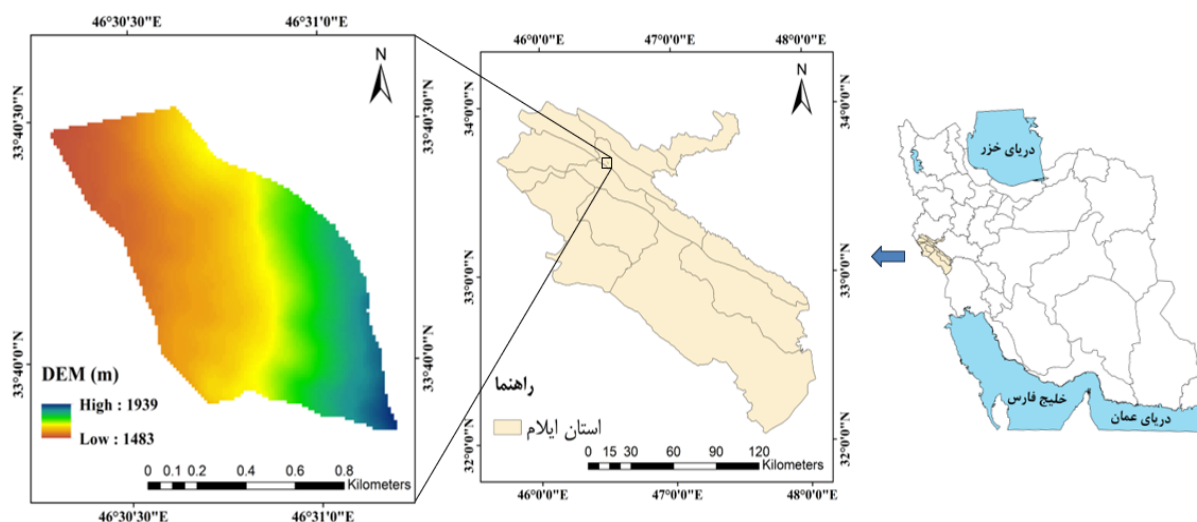 46°30'30"E 46°31'0"E
N
33°40'30"N 33°40'30"N
33°40'0"N 33°40'0"N
DEM (m)
High : 1939
Low : 1483
0 0.1 0.2 0.4 0.6 0.8
Kilometers
46°30'30"E 46°31'0"E
46°0'0"E 47°0'0"E 48°0'0"E
N
34°0'0"N 34°0'0"N
33°0'0"N 33°0'0"N
32°0'0"N 32°0'0"N
راهنما
استان ایلام
0 15 30 60 90 120
Kilometers
46°0'0"E 47°0'0"E 48°0'0"E
دریای خزر
خلیج فارس
دریای عمان